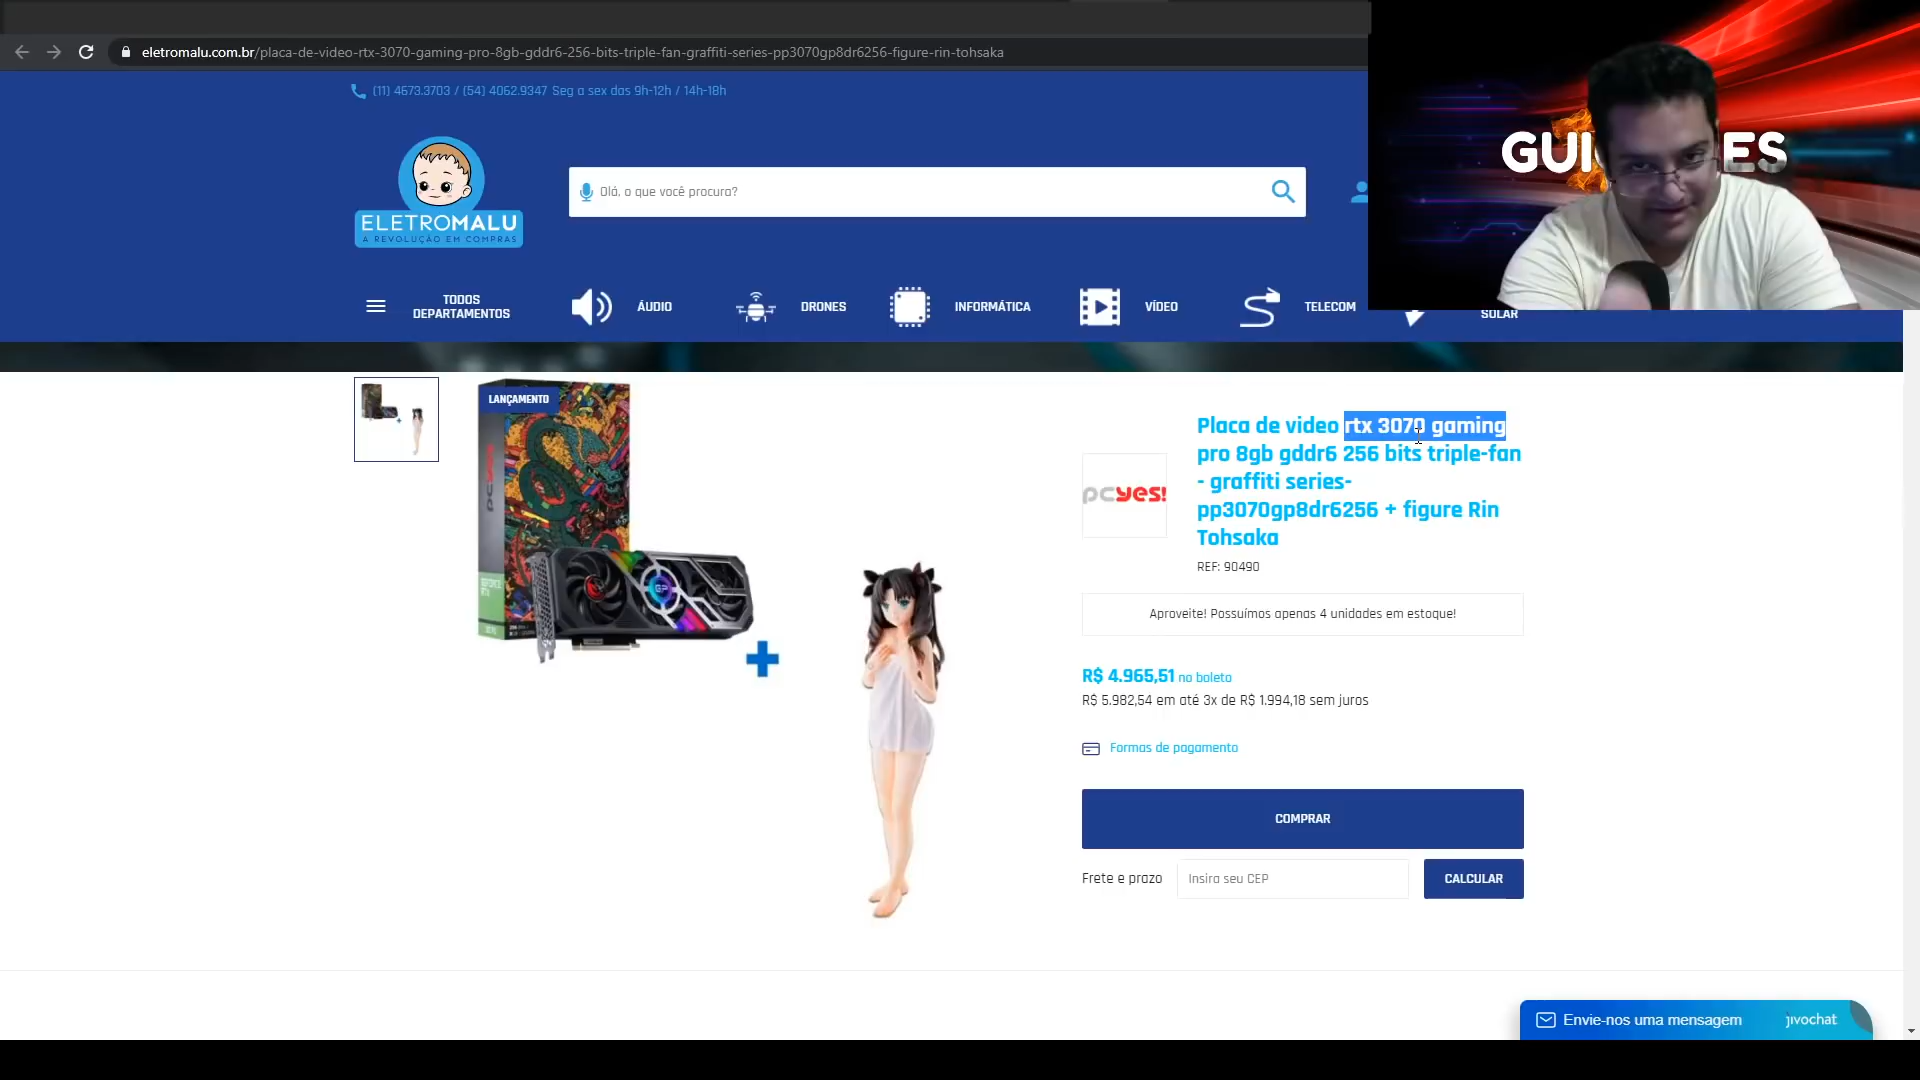 eletromalu.com.br/placa-de-video-rtx-3070-gaming-pro-8gb-gddr6-256-bits-triple-fan-graffiti-series-pp3070gp8dr6256-figure-rin-tohsaka
(11) 4673.3703 / (54) 4062.9347 Seg a sex das 9h-12h / 14h-18h
GUI
ES
ELETROMALU
A REVOLUÇÃO EM COMPRAS
Olá, o que você procura?
TODOS
DEPARTAMENTOS
ÁUDIO
DRONES
INFORMÁTICA
VÍDEO
TELECOM
SOLAR
LANÇAMENTO
pcyes
pcyes!
Placa de video rtx 3070 gaming
pro 8gb gddr6 256 bits triple-fan
- graffiti series-
pp3070gp8dr6256 + figure Rin
Tohsaka
REF: 90490
Aproveite! Possuímos apenas 4 unidades em estoque!
R$ 4.965,51 no boleto
R$ 5.982,54 em até 3x de R$ 1.994,18 sem juros
Formas de pagamento
COMPRAR
Frete e prazo
Insira seu CEP
CALCULAR
Envie-nos uma mensagem
jivochat